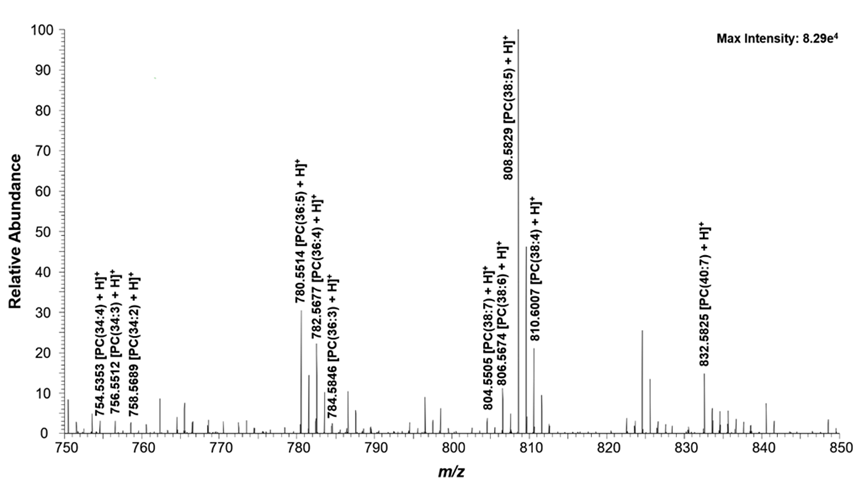 Max Intensity: 8.29e⁴
Relative Abundance
100
90
80
70
60
50
40
30
20
10
0
754.5353 [PC(34:4) + H]⁺
756.5512 [PC(34:3) + H]⁺
758.5689 [PC(34:2) + H]⁺
780.5514 [PC(36:5) + H]⁺
782.5677 [PC(36:4) + H]⁺
784.5846 [PC(36:3) + H]⁺
804.5505 [PC(38:7) + H]⁺
806.5674 [PC(38:6) + H]⁺
808.5829 [PC(38:5) + H]⁺
810.6007 [PC(38:4) + H]⁺
832.5825 [PC(40:7) + H]⁺
750 760 770 780 790 800 810 820 830 840 850
m/z